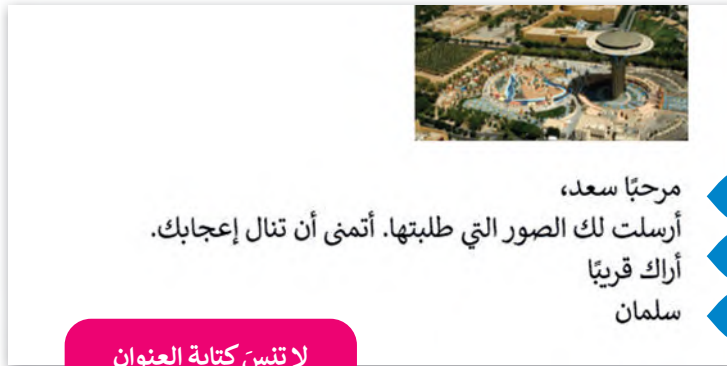 مرحبًا سعد،
أرسلت لك الصور التي طلبتها. أتمنى أن تنال إعجابك.
أراك قريبًا
سلمان
لا تنسَ كتابة العنوان